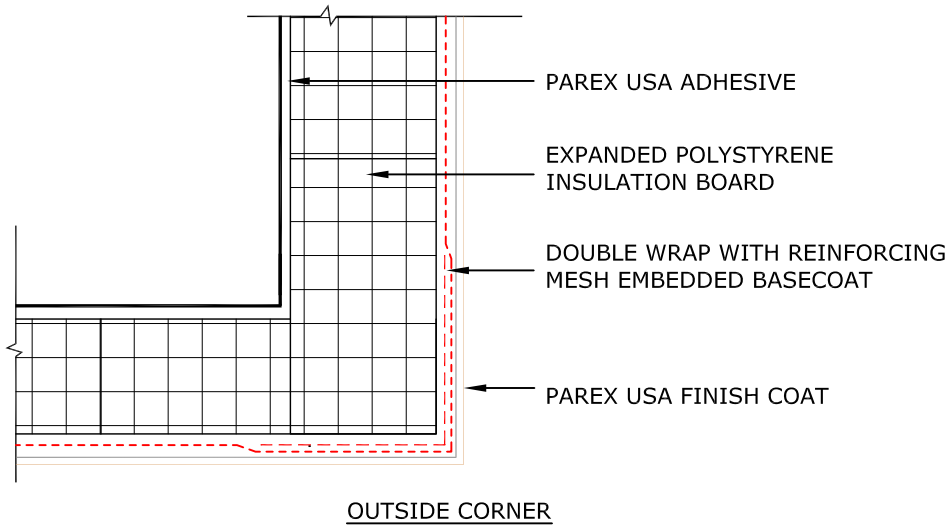 PAREX USA ADHESIVE
EXPANDED POLYSTYRENE
INSULATION BOARD
DOUBLE WRAP WITH REINFORCING
MESH EMBEDDED BASECOAT
PAREX USA FINISH COAT
OUTSIDE CORNER